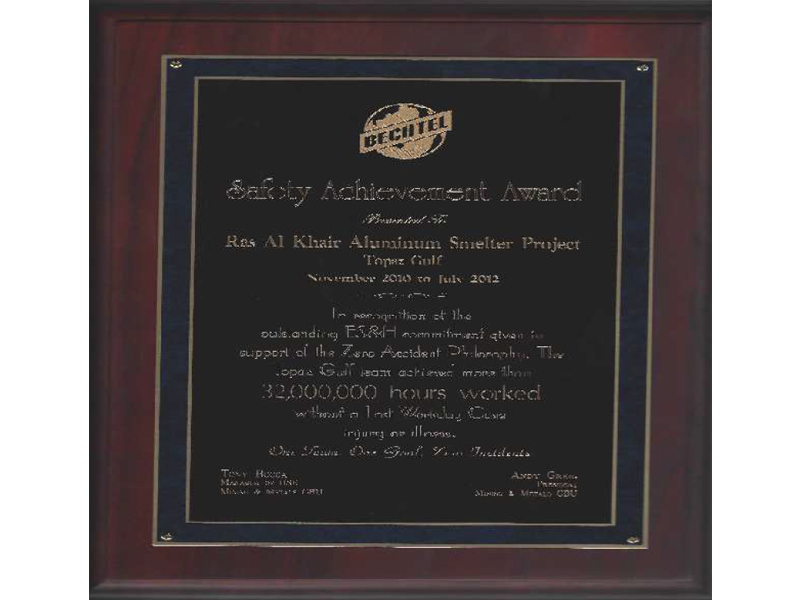 BECHTEL
Safety Achievement Award
Presented To
Ras Al Khair Aluminum Smelter Project
Topaz Gulf
November 2010 to July 2012
In recognition of the
outstanding ES&H commitment given in
support of the Zero Accident Philosophy. The
Topaz Gulf team achieved more than
32,000,000 hours worked
without a Lost Workday Case
injury or illness.
One Team, One Goal, Zero Incidents
Tony
Manager of
Mining & Metals GBU
Andy Greig
President
Mining & Metals GBU